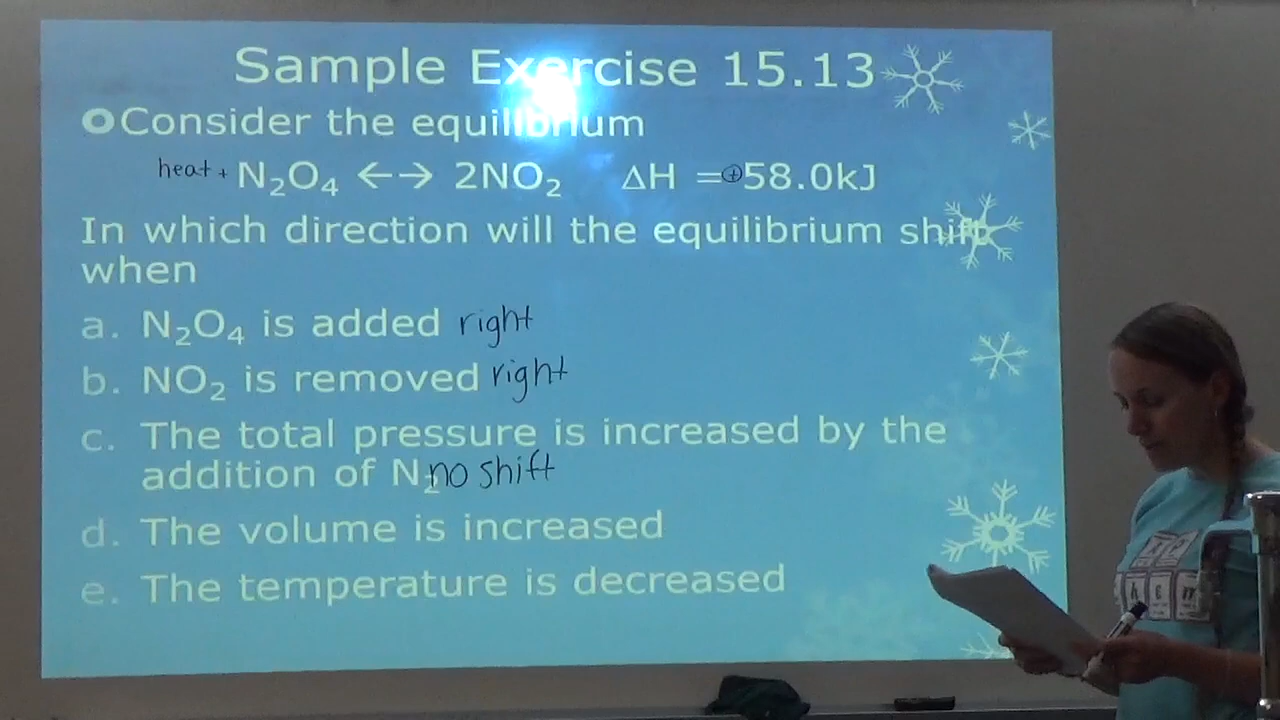 Sample Exercise 15.13
Consider the equilibrium
heat + N₂O₄ ←→ 2NO₂ ΔH =+58.0kJ
In which direction will the equilibrium shift
when
a. N₂O₄ is added right
b. NO₂ is removed right
c. The total pressure is increased by the
addition of N₂ no shift
d. The volume is increased
e. The temperature is decreased